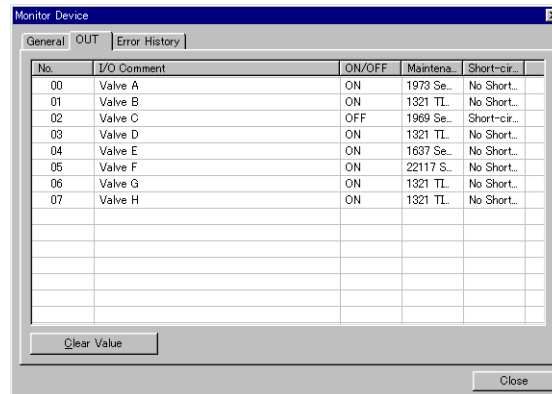 Monitor Device
General OUT Error History
No. I/O Comment ON/OFF Maintena... Short-cir...
00 Valve A ON 1973 Se... No Short...
01 Valve B ON 1321 TI... No Short...
02 Valve C OFF 1969 Se... Short-cir...
03 Valve D ON 1321 TI... No Short...
04 Valve E ON 1637 Se... No Short...
05 Valve F ON 22117 S... No Short...
06 Valve G ON 1321 TI... No Short...
07 Valve H ON 1321 TI... No Short...
Clear Value
Close